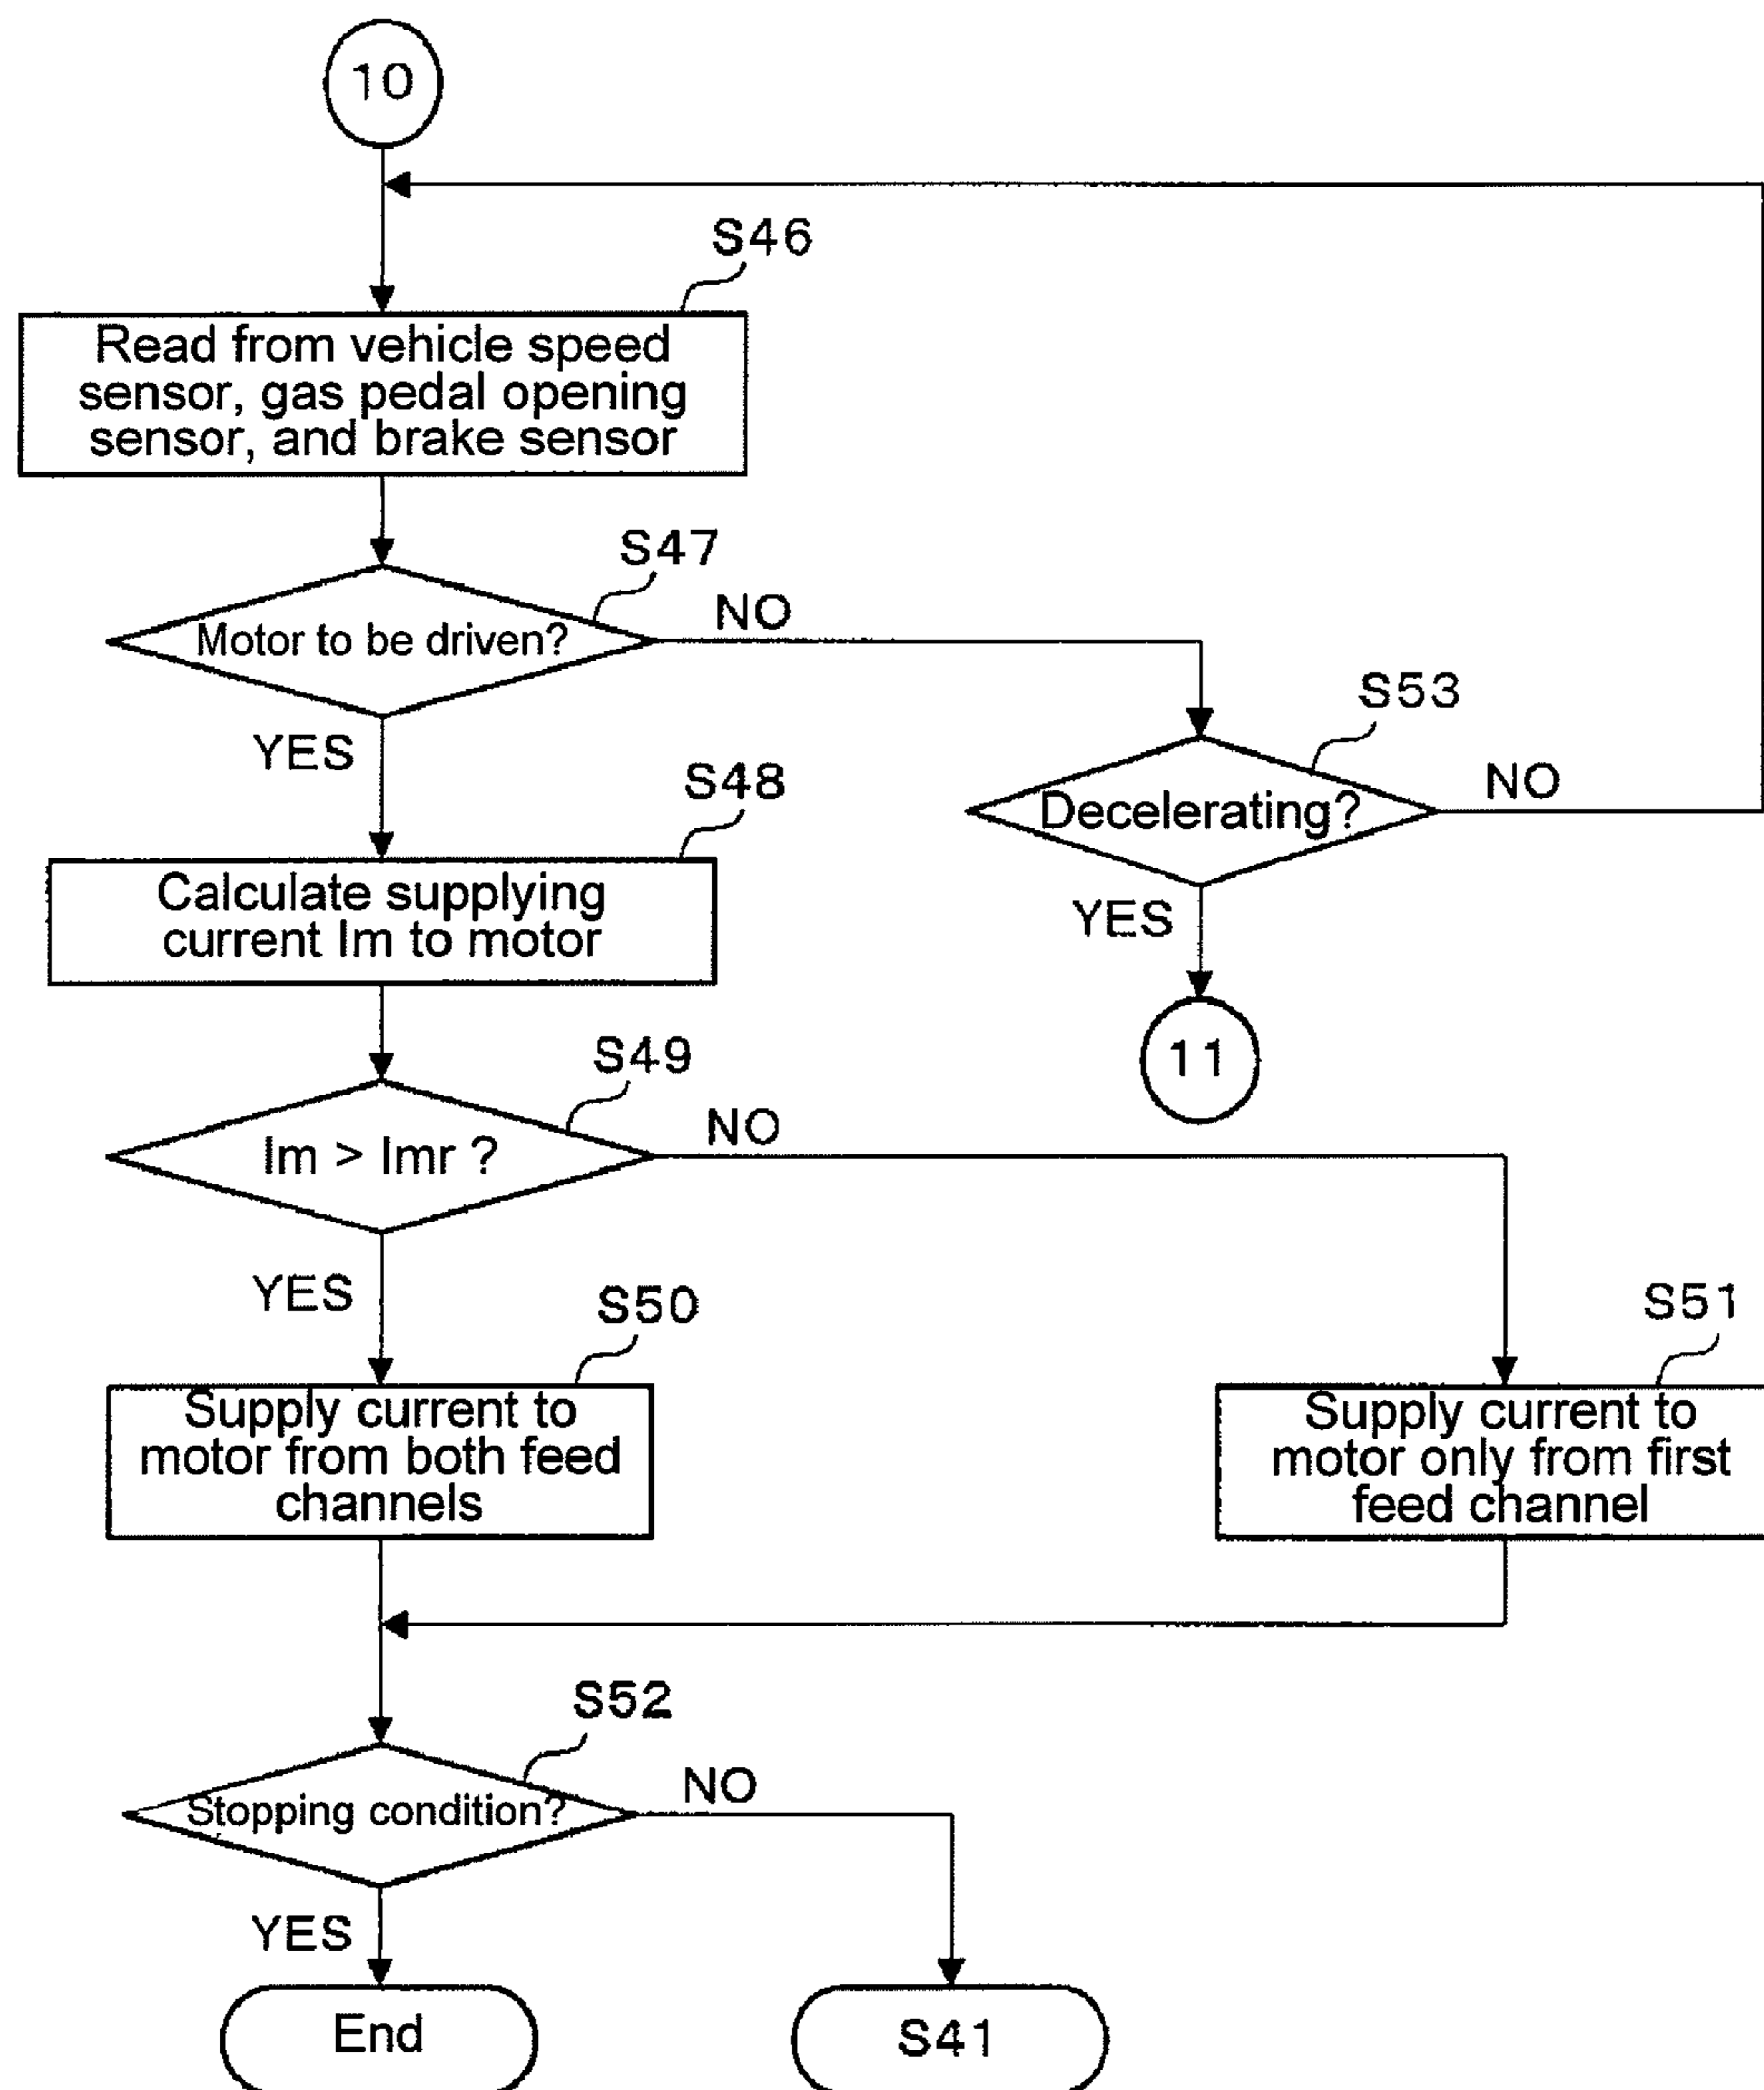 10
S46
Read from vehicle speed
sensor, gas pedal opening
sensor, and brake sensor
S47
Motor to be driven?
NO
YES
S53
Decelerating?
NO
YES
11
S48
Calculate supplying
current Im to motor
S49
Im > Imr ?
NO
YES
S50
Supply current to
motor from both feed
channels
S51
Supply current to
motor only from first
feed channel
S52
Stopping condition?
NO
YES
End
S41